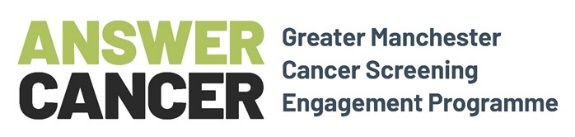 ANSWER
CANCER
Greater Manchester
Cancer Screening
Engagement Programme